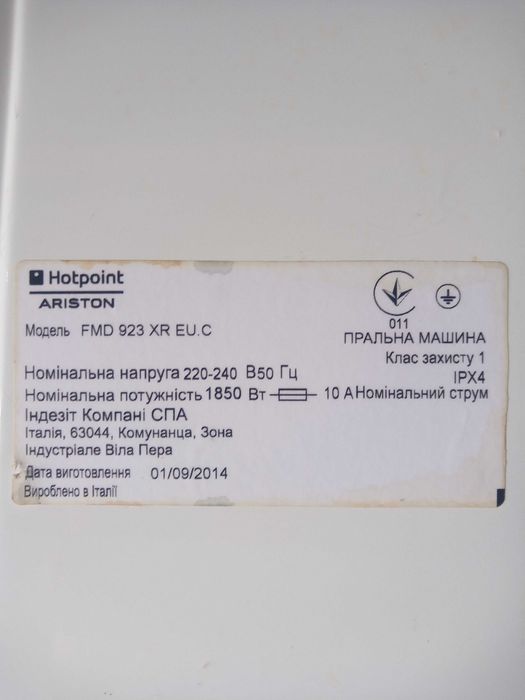 Hotpoint
ARISTON
Модель FMD 923 XR EU.C
011
ПРАЛЬНА МАШИНА
Клас захисту 1
IPX4
Номінальна напруга 220-240 В50 Гц
Номінальна потужність 1850 Вт 10 А Номінальний струм
Індезіт Компані СПА
Італія, 63044, Комунанца, Зона
Індустріале Віла Пера
Дата виготовлення 01/09/2014
Вироблено в Італії